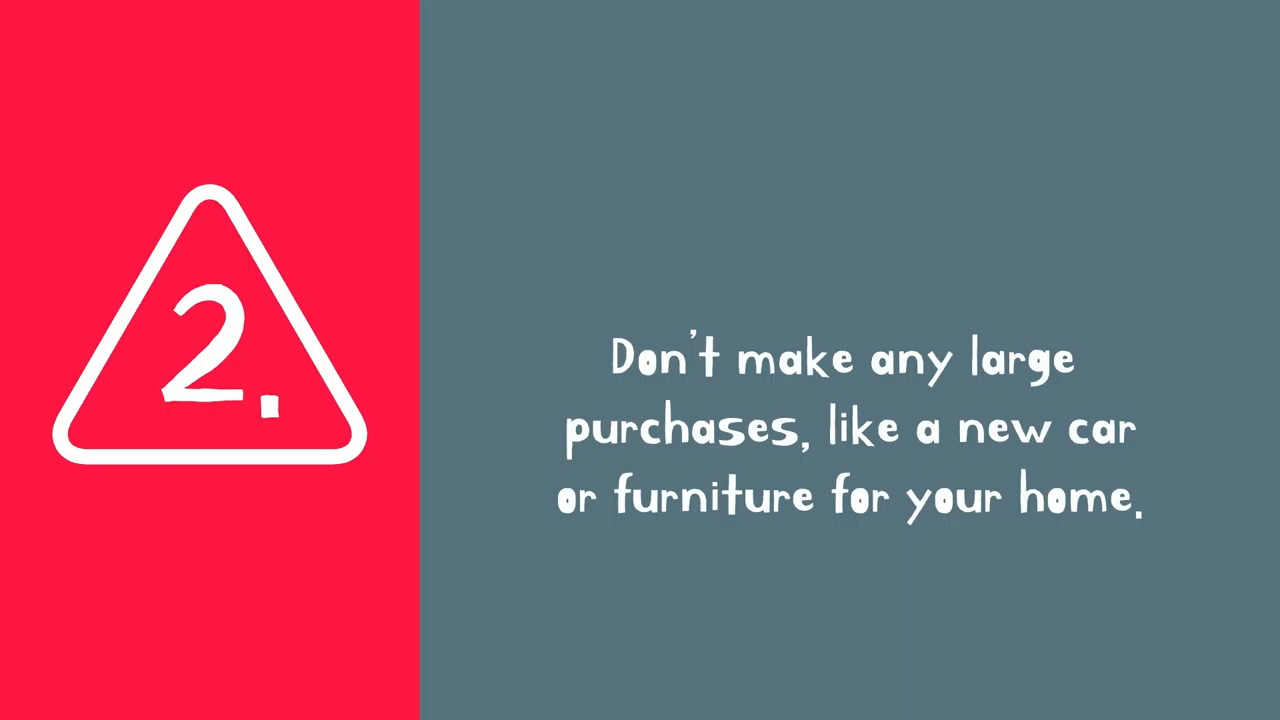 2.
Don't make any large
purchases, like a new car
or furniture for your home.